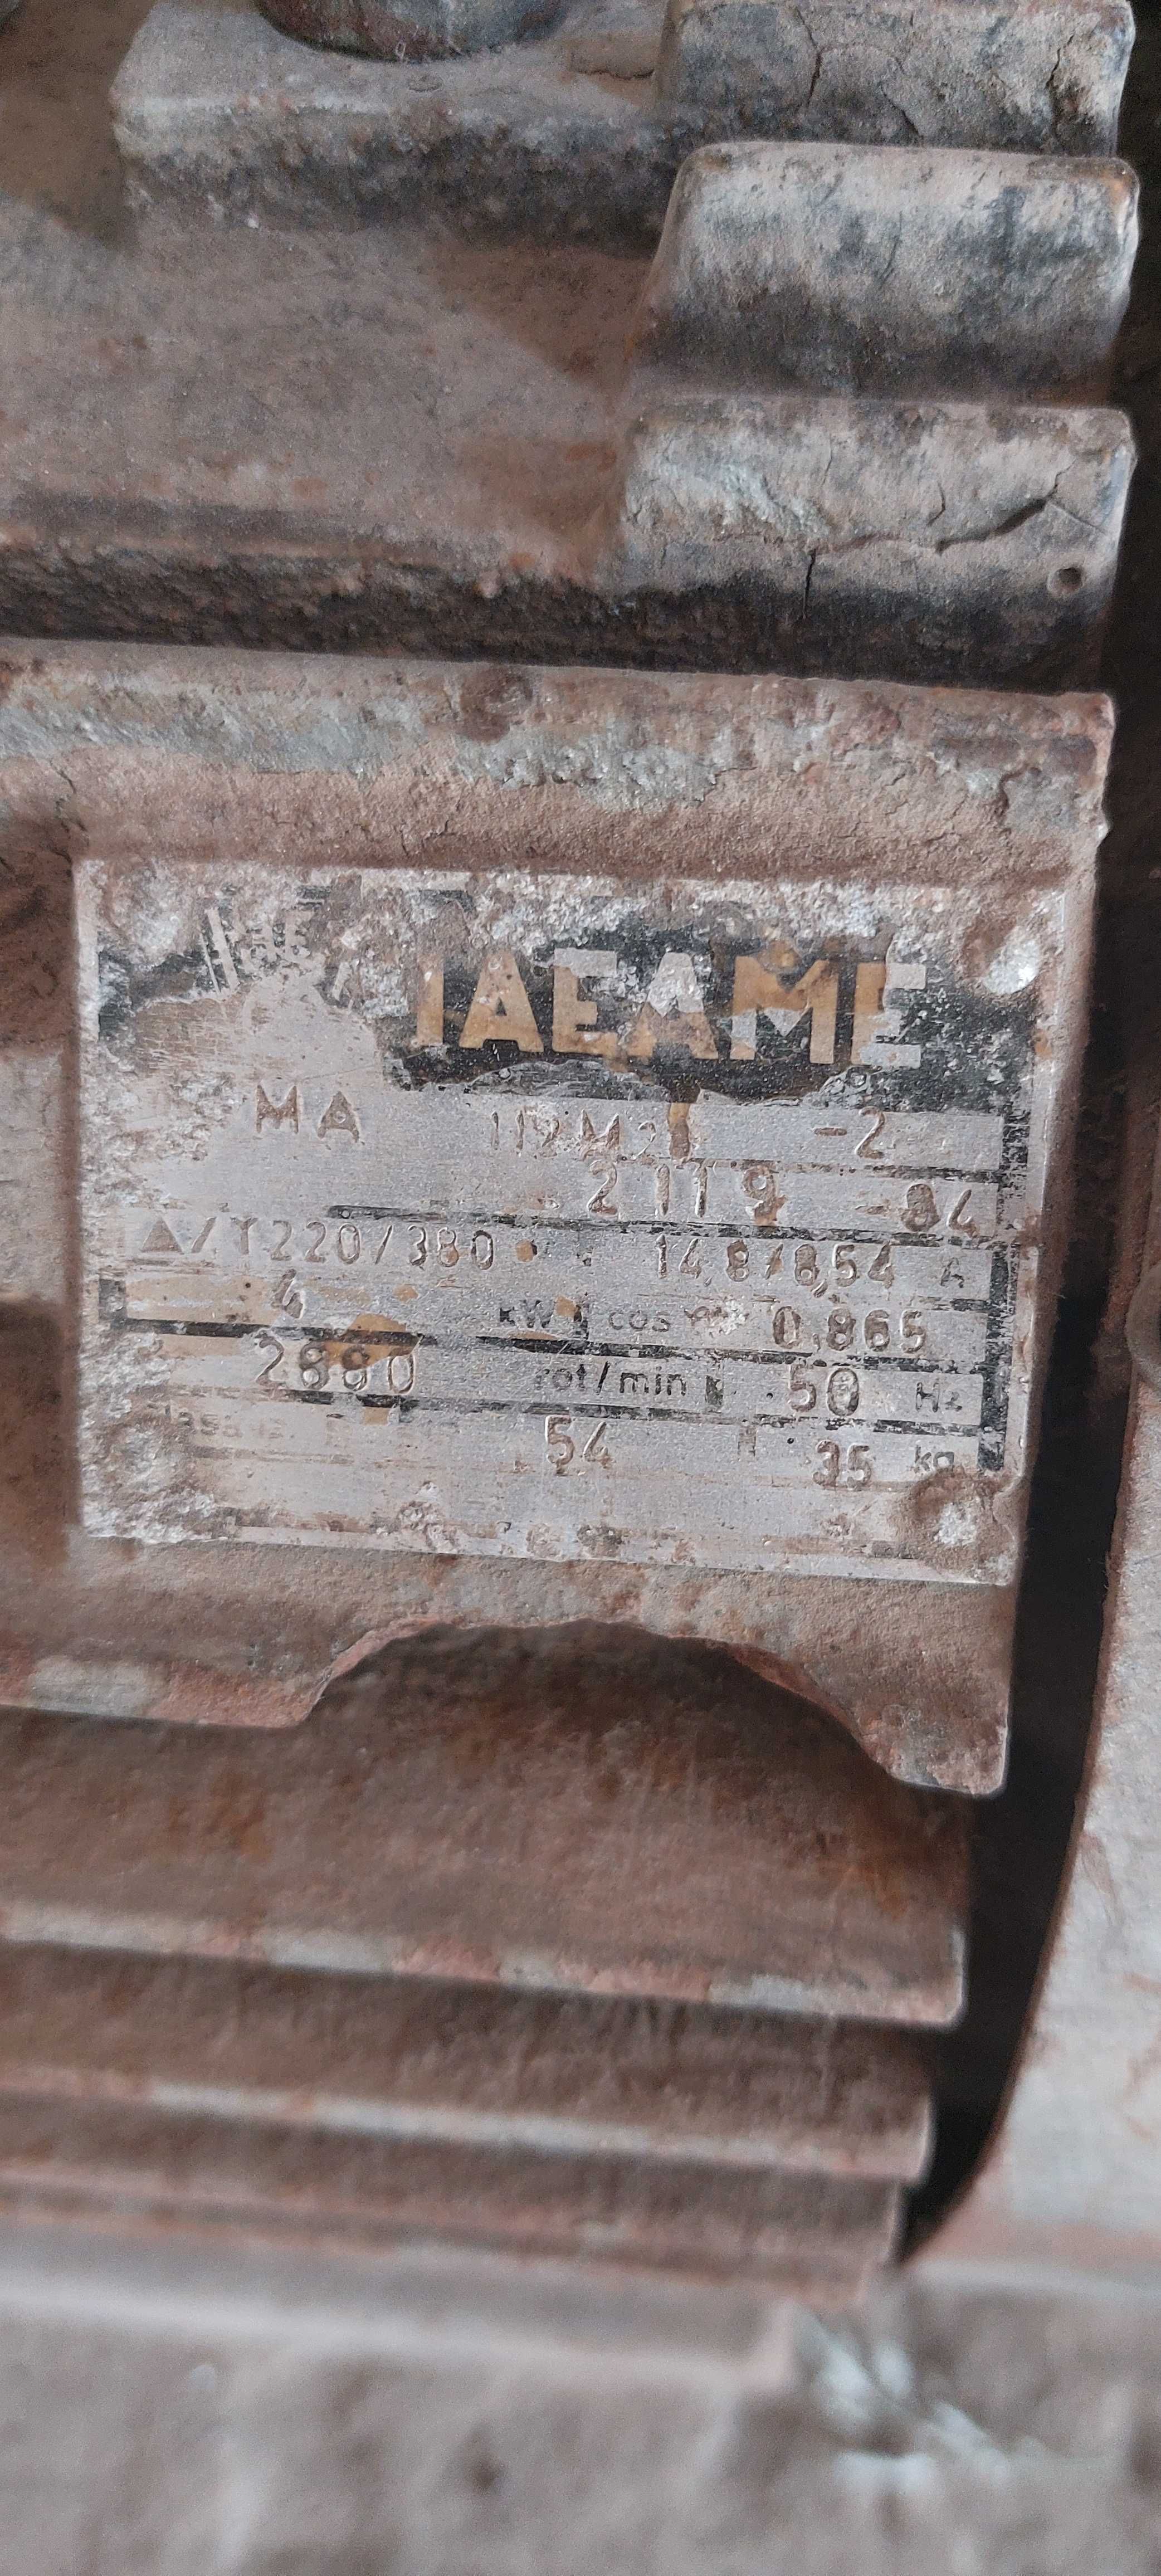 IAEAME
MA 112M2 -2
2119 -84
△/Y 220/380 14,8/8,54 A
4 kW cos 0,865
2880 rot/min 50 Hz
54 35 kg